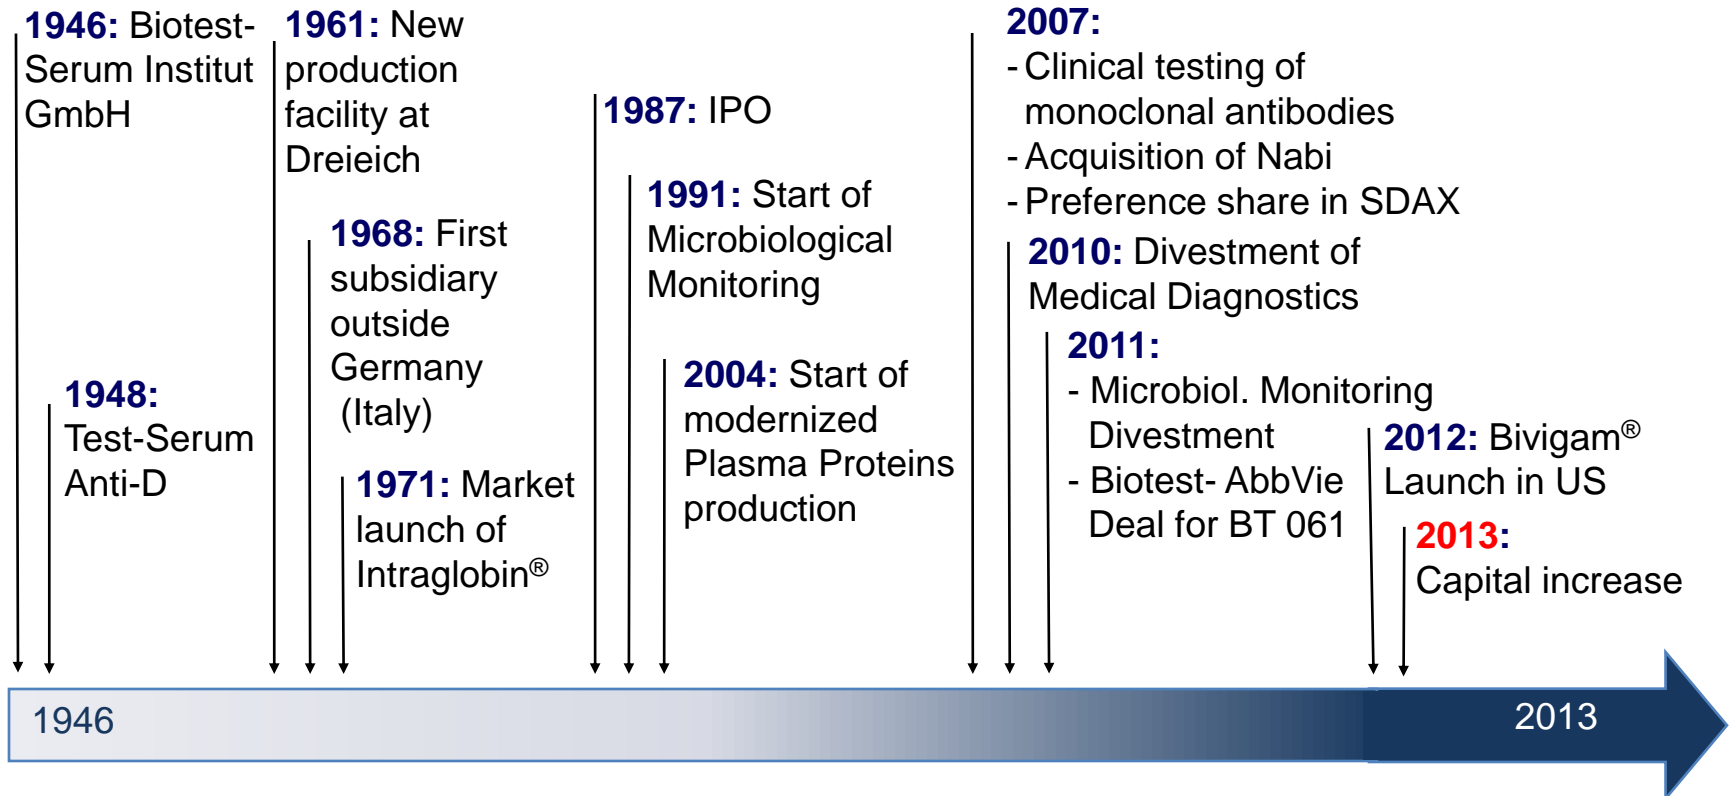 1946: Biotest-
Serum Institut
GmbH
1948:
Test-Serum
Anti-D
1961: New
production
facility at
Dreieich
1968: First
subsidiary
outside
Germany
(Italy)
1971: Market
launch of
Intraglobin®
1987: IPO
1991: Start of
Microbiological
Monitoring
2004: Start of
modernized
Plasma Proteins
production
2007:
- Clinical testing of
monoclonal antibodies
- Acquisition of Nabi
- Preference share in SDAX
2010: Divestment of
Medical Diagnostics
2011:
- Microbiol. Monitoring
Divestment
- Biotest- AbbVie
Deal for BT 061
2012: Bivigam®
Launch in US
2013:
Capital increase
1946
2013